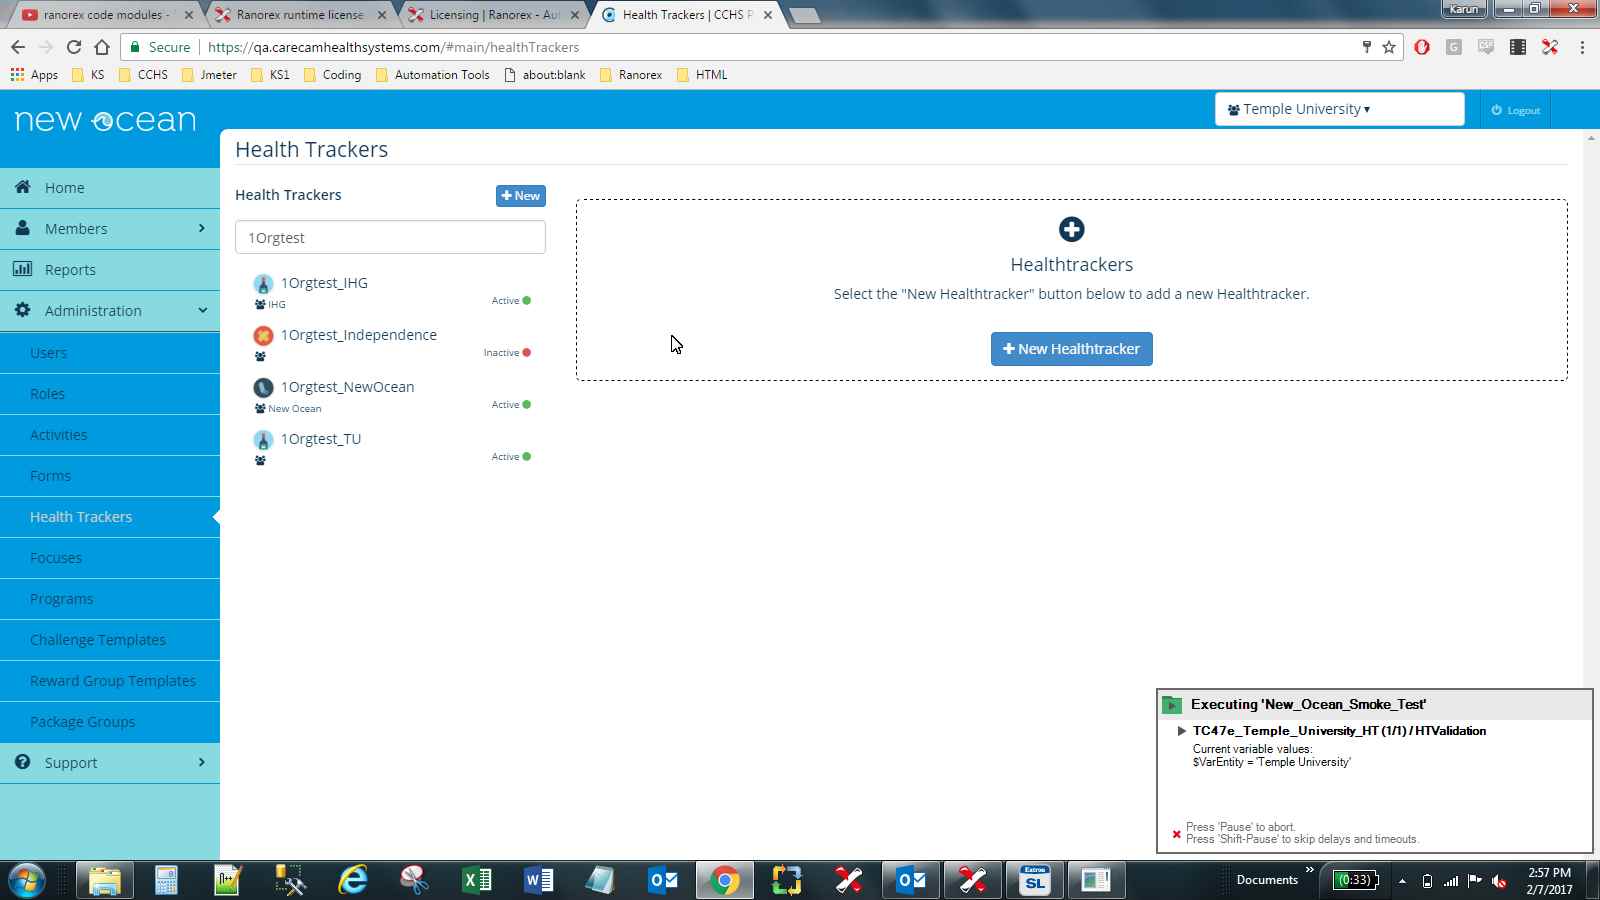 ranorex code modules -
Ranorex runtime license
Licensing | Ranorex - Aut
Health Trackers | CCHS P
Karun
Secure
https://qa.carecamhealthsystems.com/#main/healthTrackers
Apps
KS
CCHS
Jmeter
KS1
Coding
Automation Tools
about:blank
Ranorex
HTML
new ocean
Temple University ▾
Logout
Home
Members
Reports
Administration
Users
Roles
Activities
Forms
Health Trackers
Focuses
Programs
Challenge Templates
Reward Group Templates
Package Groups
Support
Health Trackers
Health Trackers
+ New
1Orgtest
1Orgtest_IHG
IHG
Active
1Orgtest_Independence
Inactive
1Orgtest_NewOcean
New Ocean
Active
1Orgtest_TU
Active
Healthtrackers
Select the "New Healthtracker" button below to add a new Healthtracker.
+ New Healthtracker
Executing 'New_Ocean_Smoke_Test'
TC47e_Temple_University_HT (1/1) / HTValidation
Current variable values:
$VarEntity = 'Temple University'
Press 'Pause' to abort.
Press 'Shift-Pause' to skip delays and timeouts.
Documents
(0:33)
2:57 PM
2/7/2017